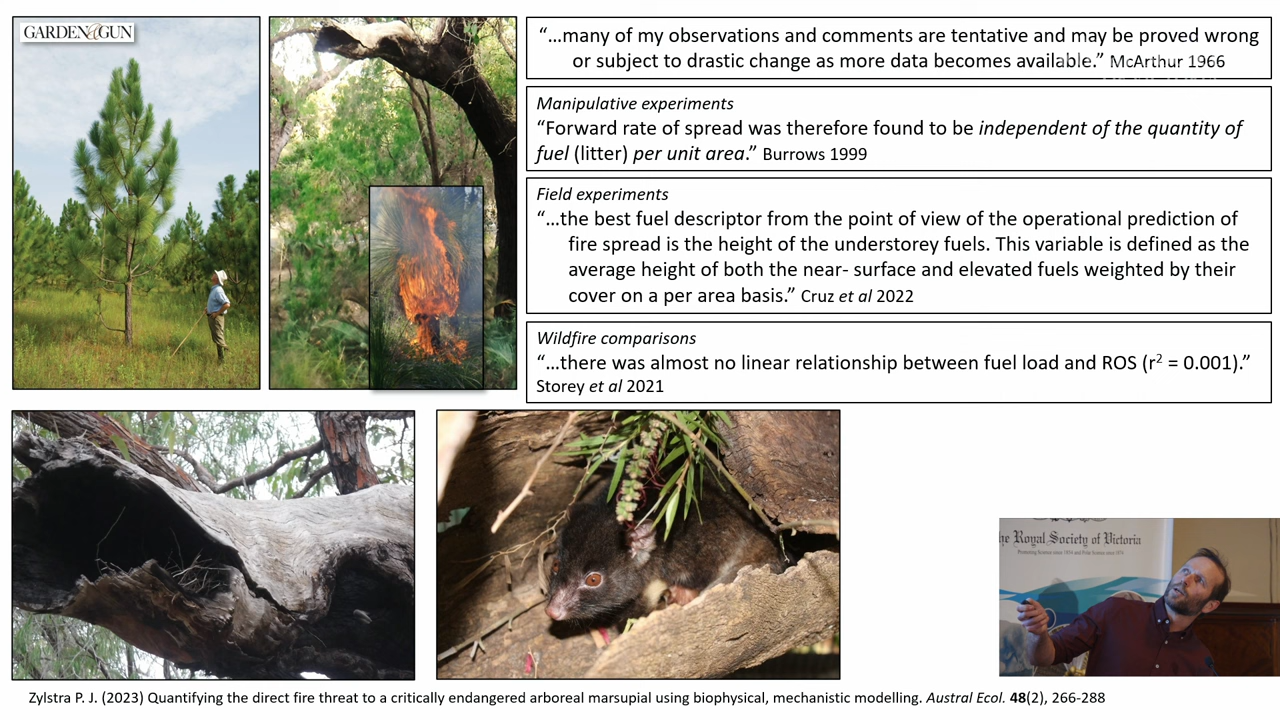 GARDEN & GUN
“…many of my observations and comments are tentative and may be proved wrong
or subject to drastic change as more data becomes available.” McArthur 1966
Manipulative experiments
“Forward rate of spread was therefore found to be independent of the quantity of
fuel (litter) per unit area.” Burrows 1999
Field experiments
“…the best fuel descriptor from the point of view of the operational prediction of
fire spread is the height of the understorey fuels. This variable is defined as the
average height of both the near- surface and elevated fuels weighted by their
cover on a per area basis.” Cruz et al 2022
Wildfire comparisons
“…there was almost no linear relationship between fuel load and ROS (r² = 0.001).”
Storey et al 2021
he Royal Society of Victoria
Zylstra P. J. (2023) Quantifying the direct fire threat to a critically endangered arboreal marsupial using biophysical, mechanistic modelling. Austral Ecol. 48(2), 266-288